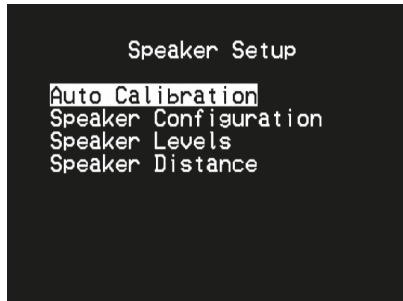 Speaker Setup
Auto Calibration
Speaker Configuration
Speaker Levels
Speaker Distance